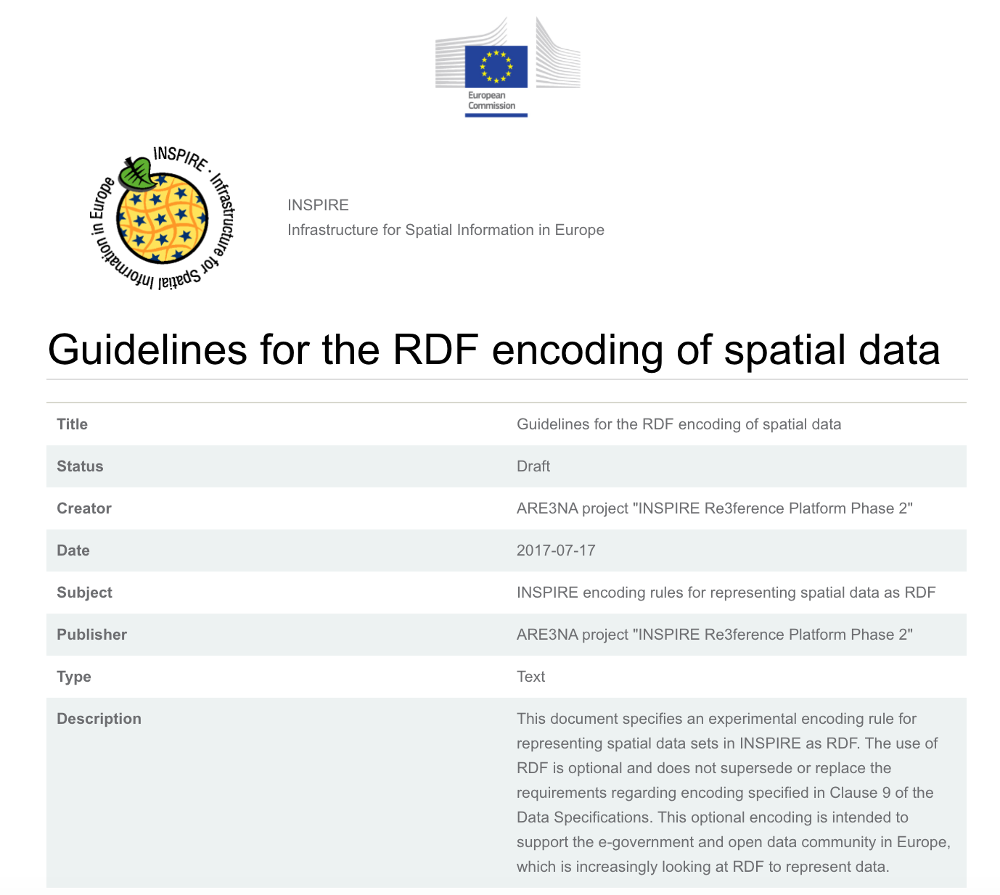 European
Commission
INSPIRE · Infrastructure for Spatial Information in Europe
INSPIRE
Infrastructure for Spatial Information in Europe
Guidelines for the RDF encoding of spatial data
Title Guidelines for the RDF encoding of spatial data
Status Draft
Creator ARE3NA project "INSPIRE Re3ference Platform Phase 2"
Date 2017-07-17
Subject INSPIRE encoding rules for representing spatial data as RDF
Publisher ARE3NA project "INSPIRE Re3ference Platform Phase 2"
Type Text
Description This document specifies an experimental encoding rule for
representing spatial data sets in INSPIRE as RDF. The use of
RDF is optional and does not supersede or replace the
requirements regarding encoding specified in Clause 9 of the
Data Specifications. This optional encoding is intended to
support the e-government and open data community in Europe,
which is increasingly looking at RDF to represent data.